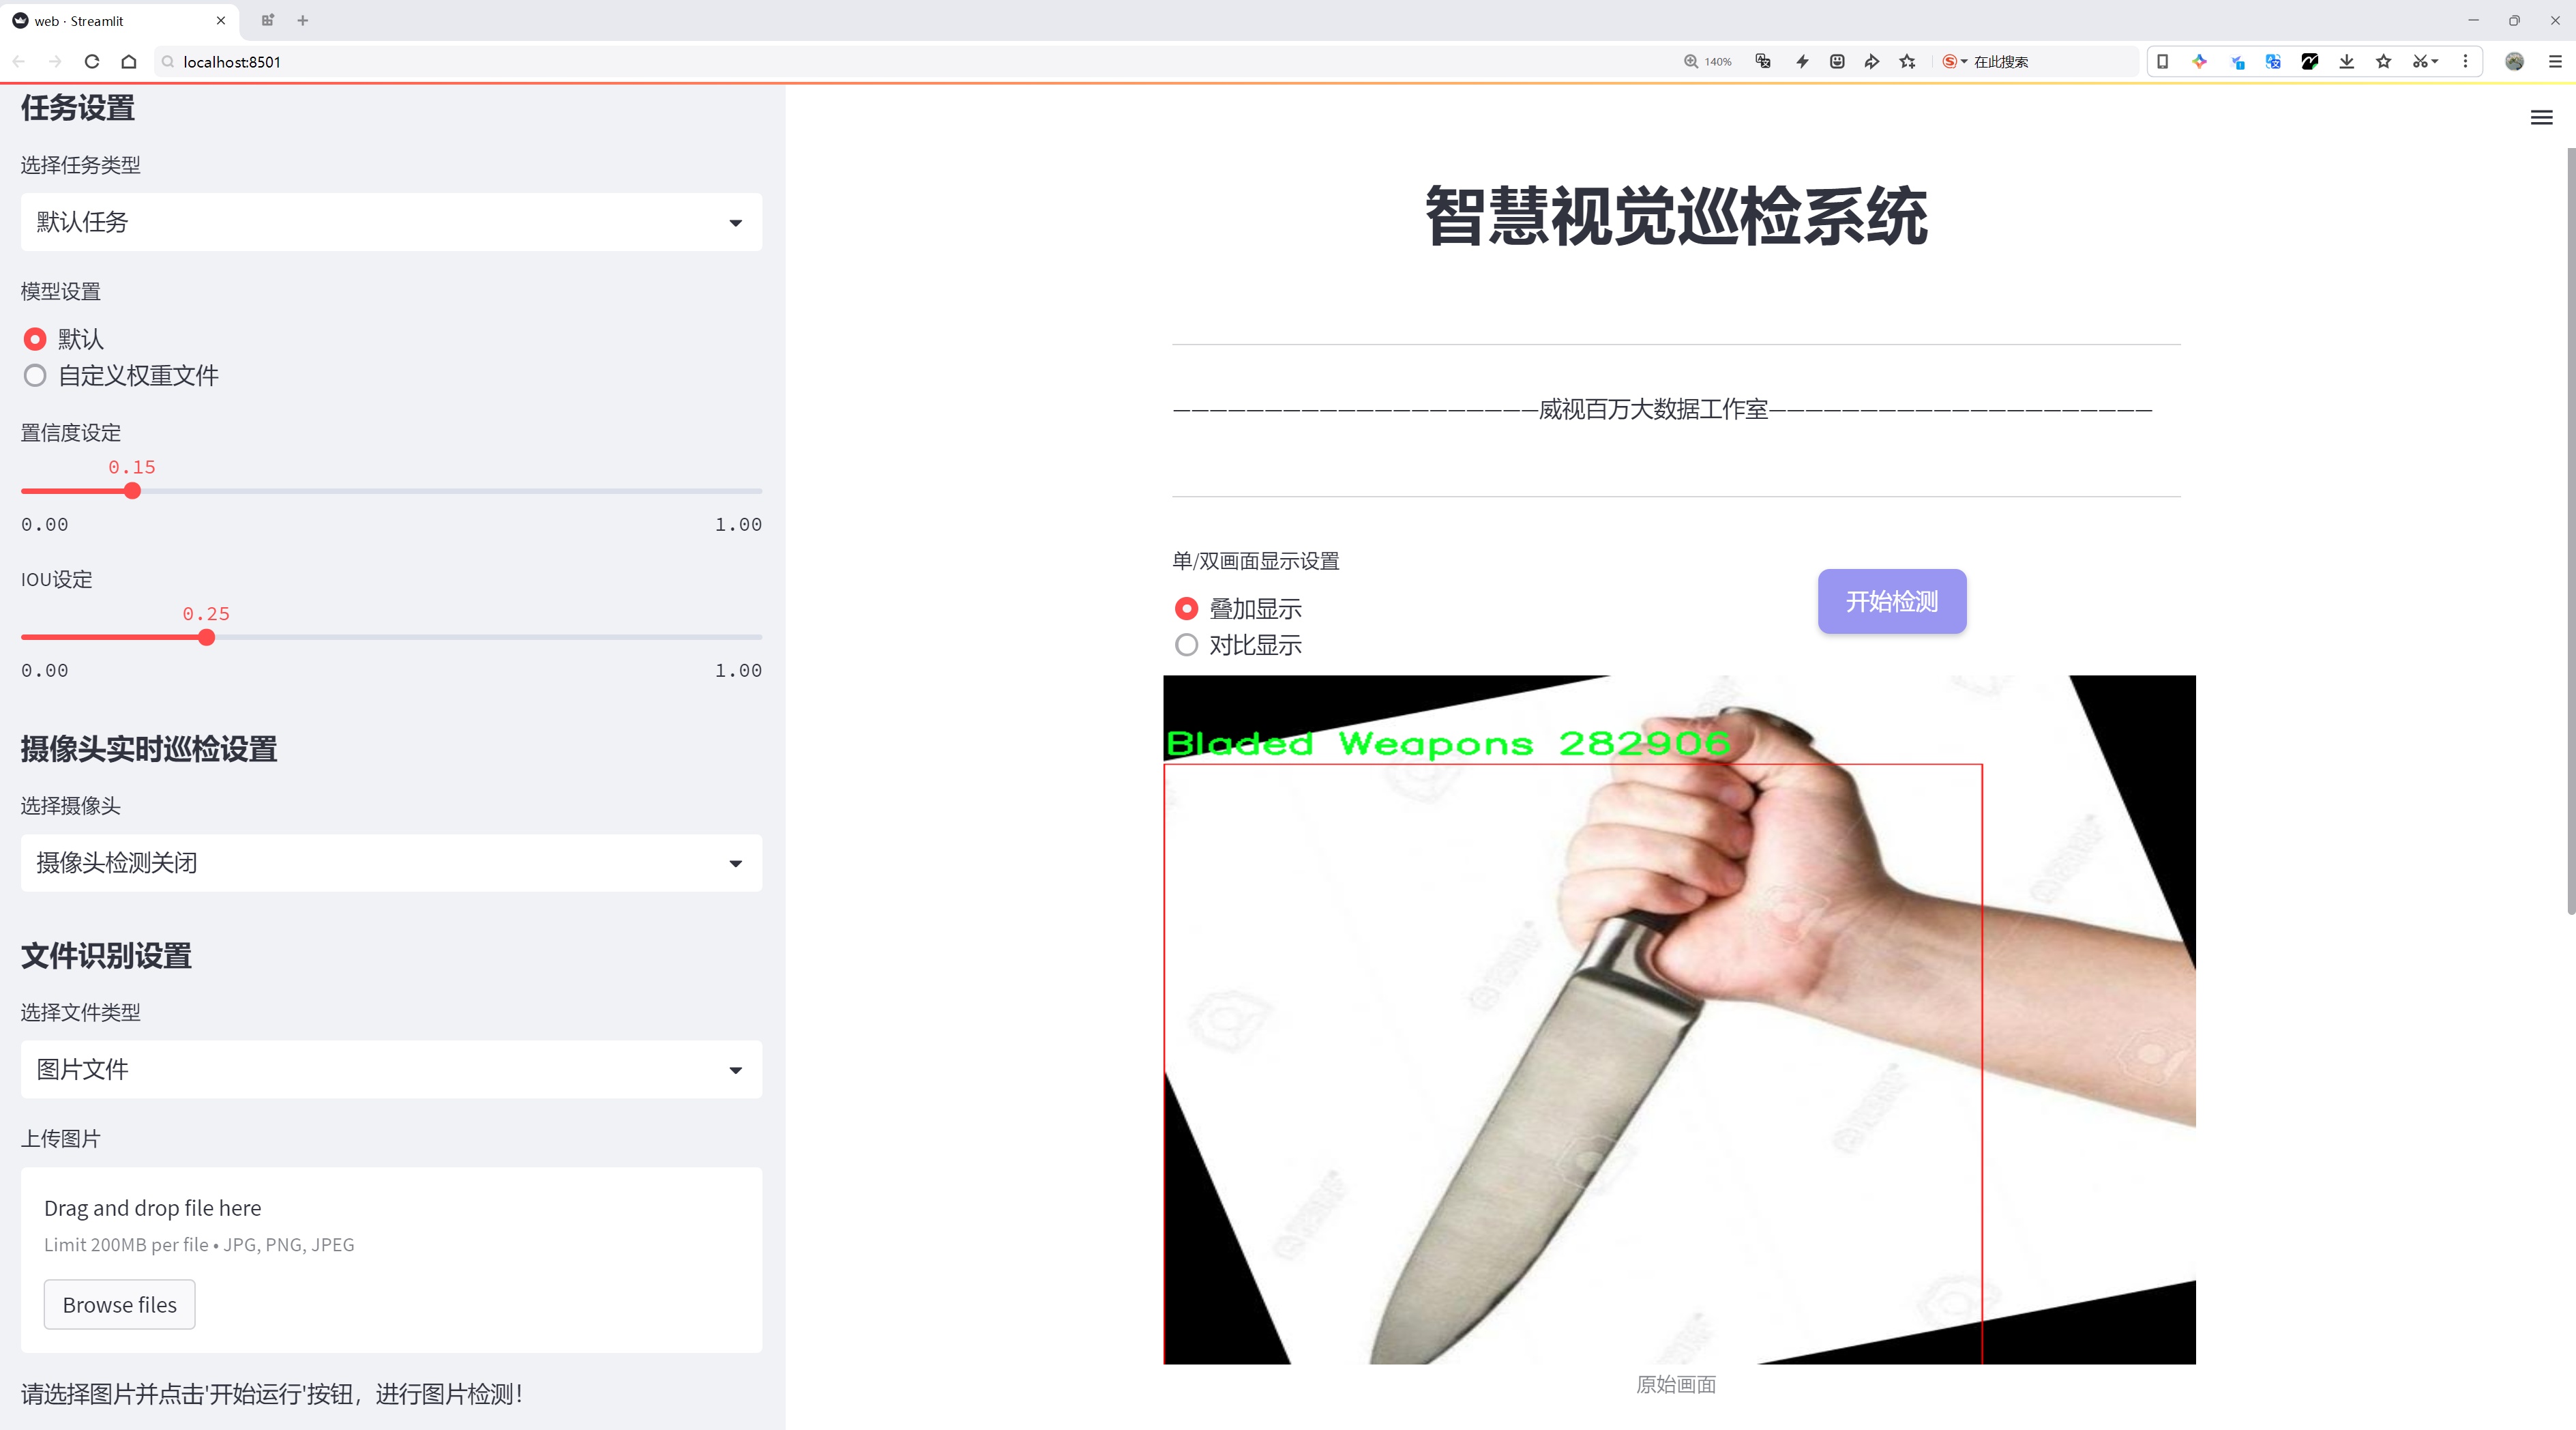 web · Streamlit
localhost:8501
140%
在此搜索
任务设置
选择任务类型
默认任务
模型设置
默认
自定义权重文件
置信度设定
0.15
0.00
1.00
IOU设定
0.25
0.00
1.00
摄像头实时巡检设置
选择摄像头
摄像头检测关闭
文件识别设置
选择文件类型
图片文件
上传图片
Drag and drop file here
Limit 200MB per file • JPG, PNG, JPEG
Browse files
请选择图片并点击'开始运行'按钮，进行图片检测！
智慧视觉巡检系统
————————————————————威视百万大数据工作室—————————————————————
单/双画面显示设置
叠加显示
对比显示
开始检测
Bladed Weapons 282906
原始画面